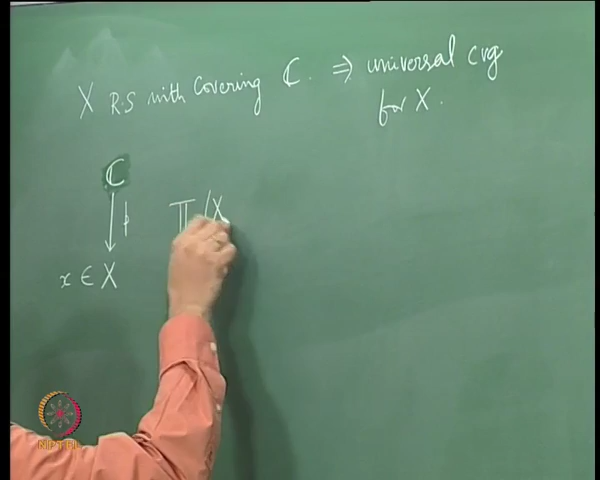 X R.S with Covering ℂ. ⇒ universal cvg
for X.
ℂ
↓ p
x ∈ X
π (X
NPTEL